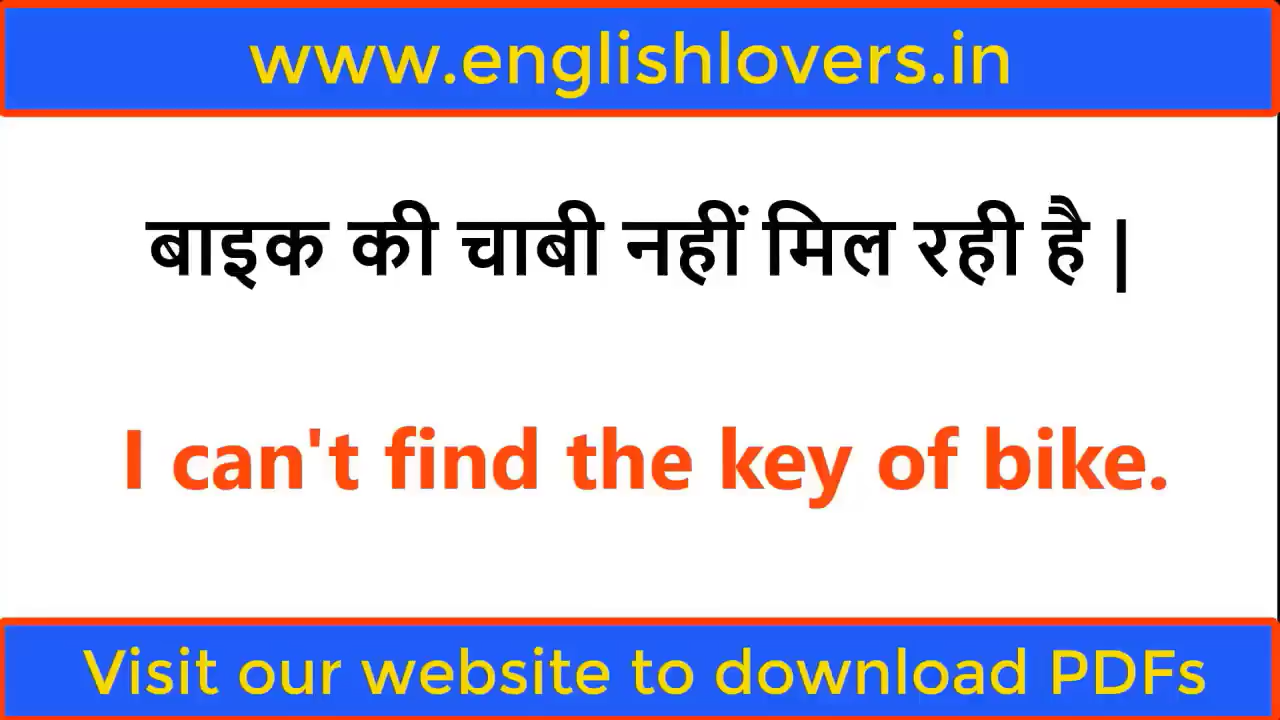 www.englishlovers.in
बाइक की चाबी नहीं मिल रही है |
I can't find the key of bike.
Visit our website to download PDFs